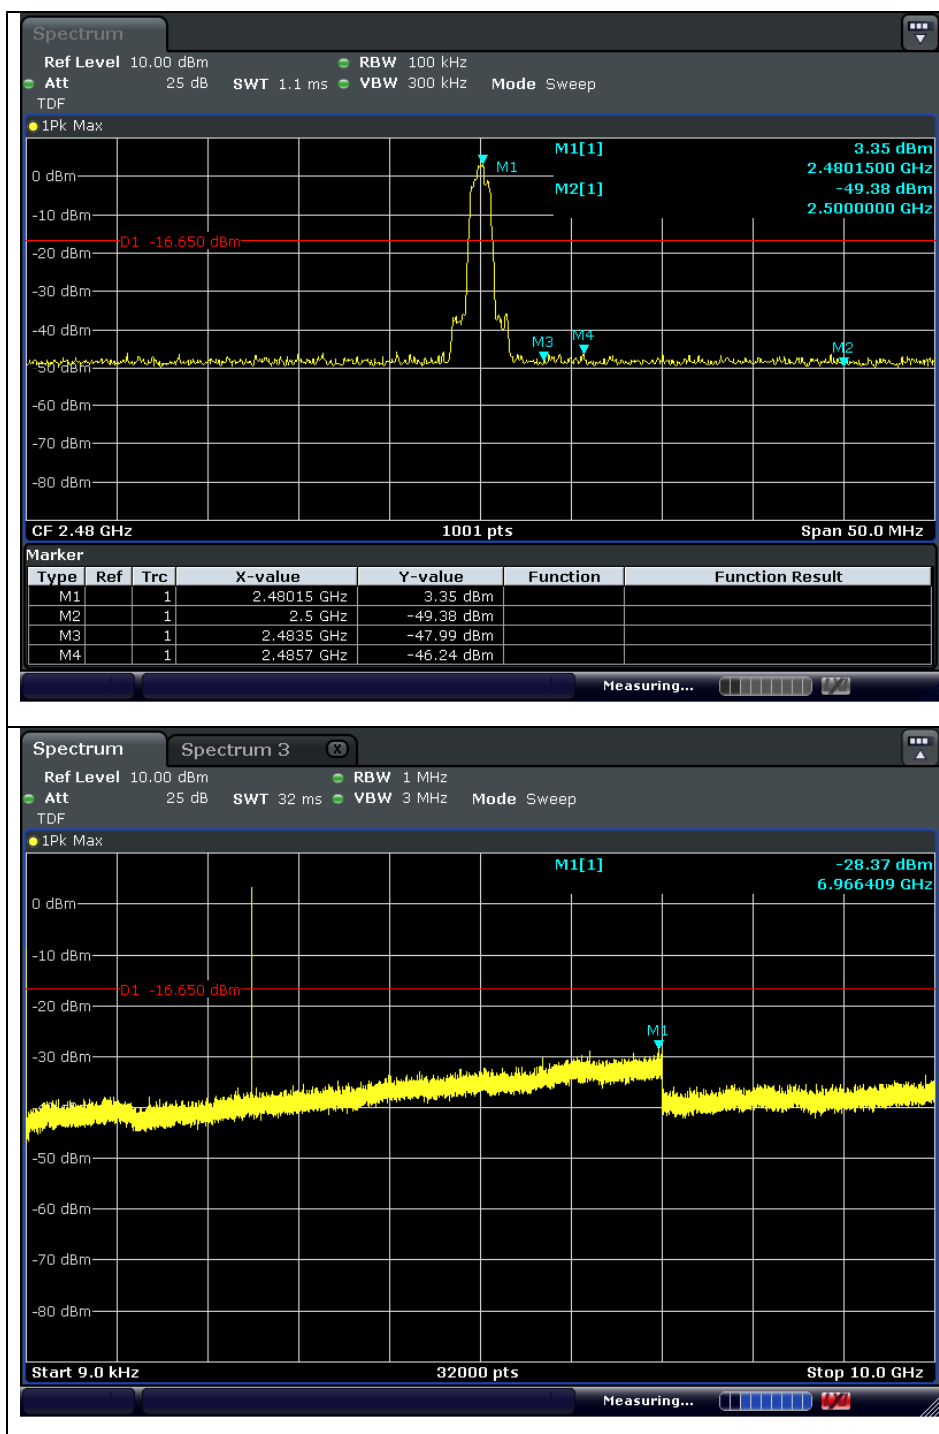 Spectrum
Ref Level 10.00 dBm RBW 100 kHz
Att 25 dB SWT 1.1 ms VBW 300 kHz Mode Sweep
TDF
1Pk Max
M1[1] 3.35 dBm
2.4801500 GHz
M2[1] -49.38 dBm
2.5000000 GHz
M1
0 dBm
-10 dBm
D1 -16.650 dBm
-20 dBm
-30 dBm
-40 dBm
M3 M4 M2
-50 dBm
-60 dBm
-70 dBm
-80 dBm
CF 2.48 GHz 1001 pts Span 50.0 MHz
Marker
Type Ref Trc X-value Y-value Function Function Result
M1 1 2.48015 GHz 3.35 dBm
M2 1 2.5 GHz -49.38 dBm
M3 1 2.4835 GHz -47.99 dBm
M4 1 2.4857 GHz -46.24 dBm
Measuring...
Spectrum Spectrum 3 X
Ref Level 10.00 dBm RBW 1 MHz
Att 25 dB SWT 32 ms VBW 3 MHz Mode Sweep
TDF
1Pk Max
M1[1] -28.37 dBm
6.966409 GHz
0 dBm
-10 dBm
D1 -16.650 dBm
-20 dBm
M1
-30 dBm
-50 dBm
-60 dBm
-70 dBm
-80 dBm
Start 9.0 kHz 32000 pts Stop 10.0 GHz
Measuring...